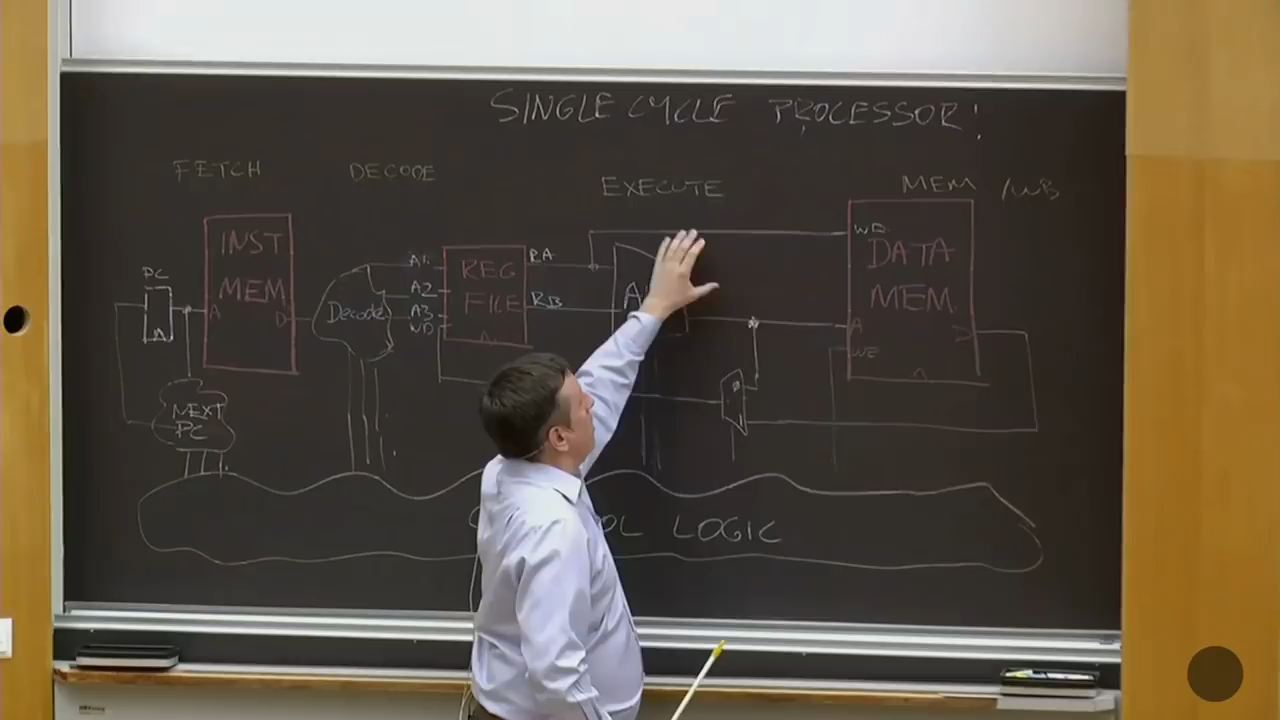 SINGLE CYCLE PROCESSOR!
FETCH DECODE EXECUTE MEM /WB
PC
INST MEM
A D
Decode
A1
A2
A3
WD
REG FILE
RA
RB
A
WD
DATA MEM
A
WE
NEXT PC
OL LOGIC